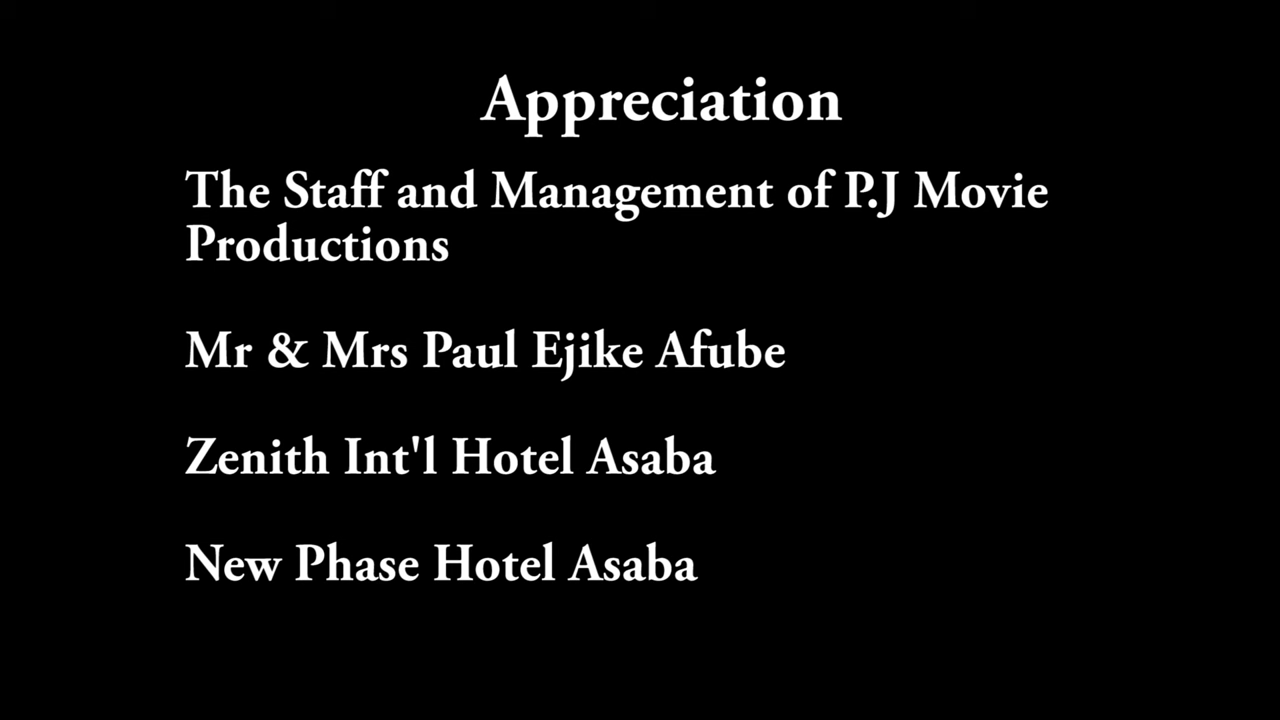 Appreciation
The Staff and Management of P.J Movie
Productions
Mr & Mrs Paul Ejike Afube
Zenith Int'l Hotel Asaba
New Phase Hotel Asaba